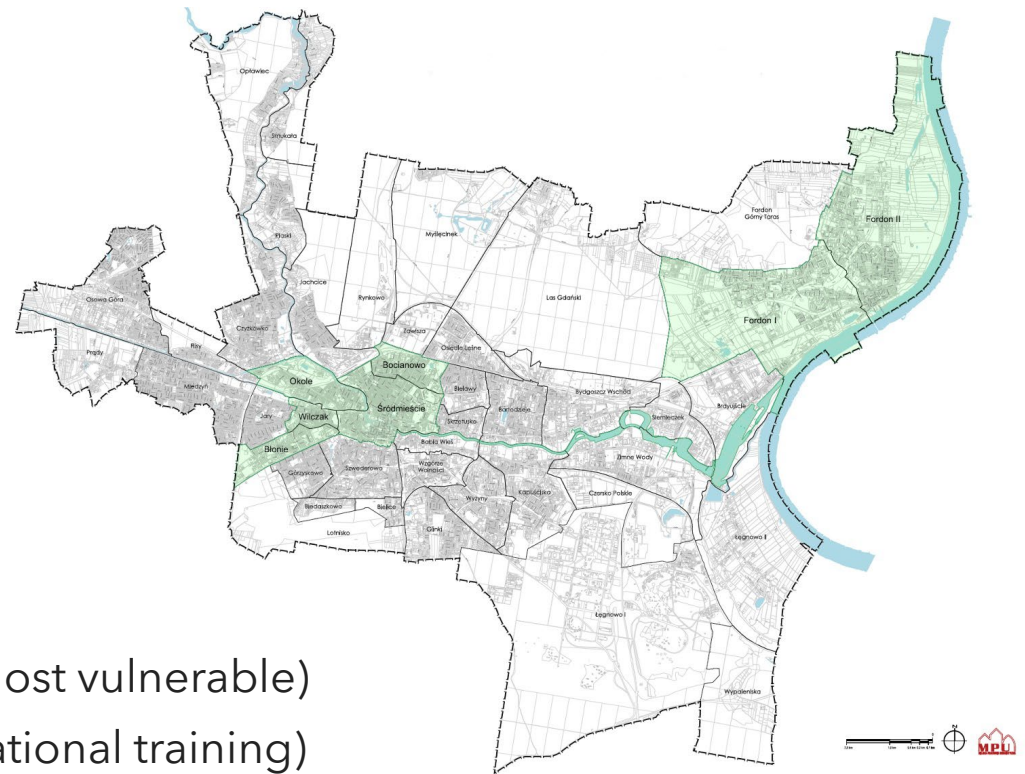 Opławiec
Smukała
Piaski
Jachcice
Myślęcinek
Rynkowo
Las Gdański
Fordon
Górny Taras
Fordon II
Fordon I
Osowa Góra
Prądy
Risy
Miedzyń
Czyżkówko
Zawisza
Osiedle Leśne
Bocianowo
Okole
Śródmieście
Bielawy
Bartodzieje
Bydgoszcz Wschód
Siernieczek
Brdyujście
Jary
Wilczak
Skrzetusko
Babia Wieś
Zimne Wody
Błonie
Górzyskowo
Szwederowo
Wzgórze
Wolności
Wyżyny
Kapuściska
Czersko Polskie
Biedaszkowo
Bielice
Glinki
Lotnisko
Łęgnowo II
Łęgnowo I
Wypaleniska
ost vulnerable)
ational training)
N
MPU